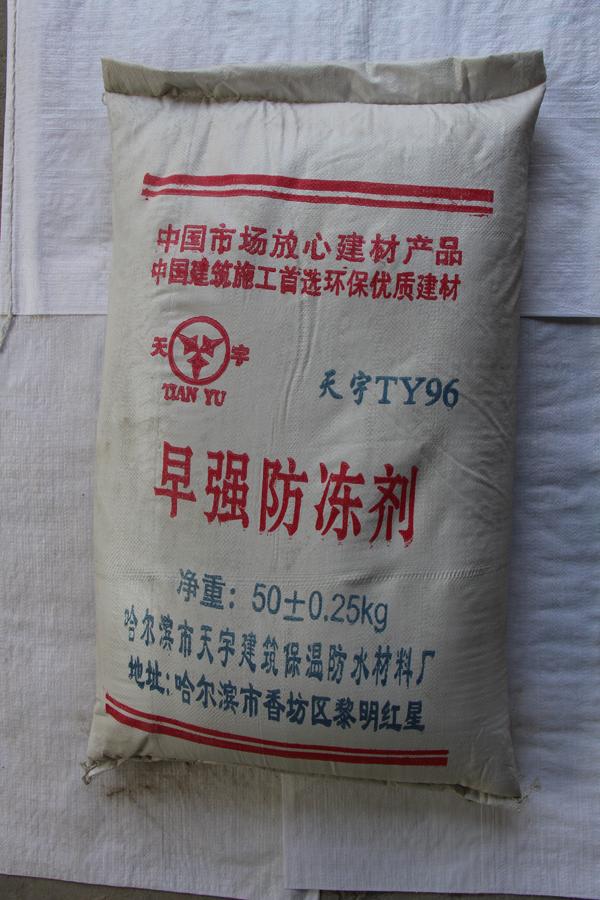 中国市场放心建材产品
中国建筑施工首选环保优质建材
天 宇
TIAN YU
天宇TY96
早强防冻剂
净重：50±0.25kg
哈尔滨市天宇建筑保温防水材料厂
地址：哈尔滨市香坊区黎明红星